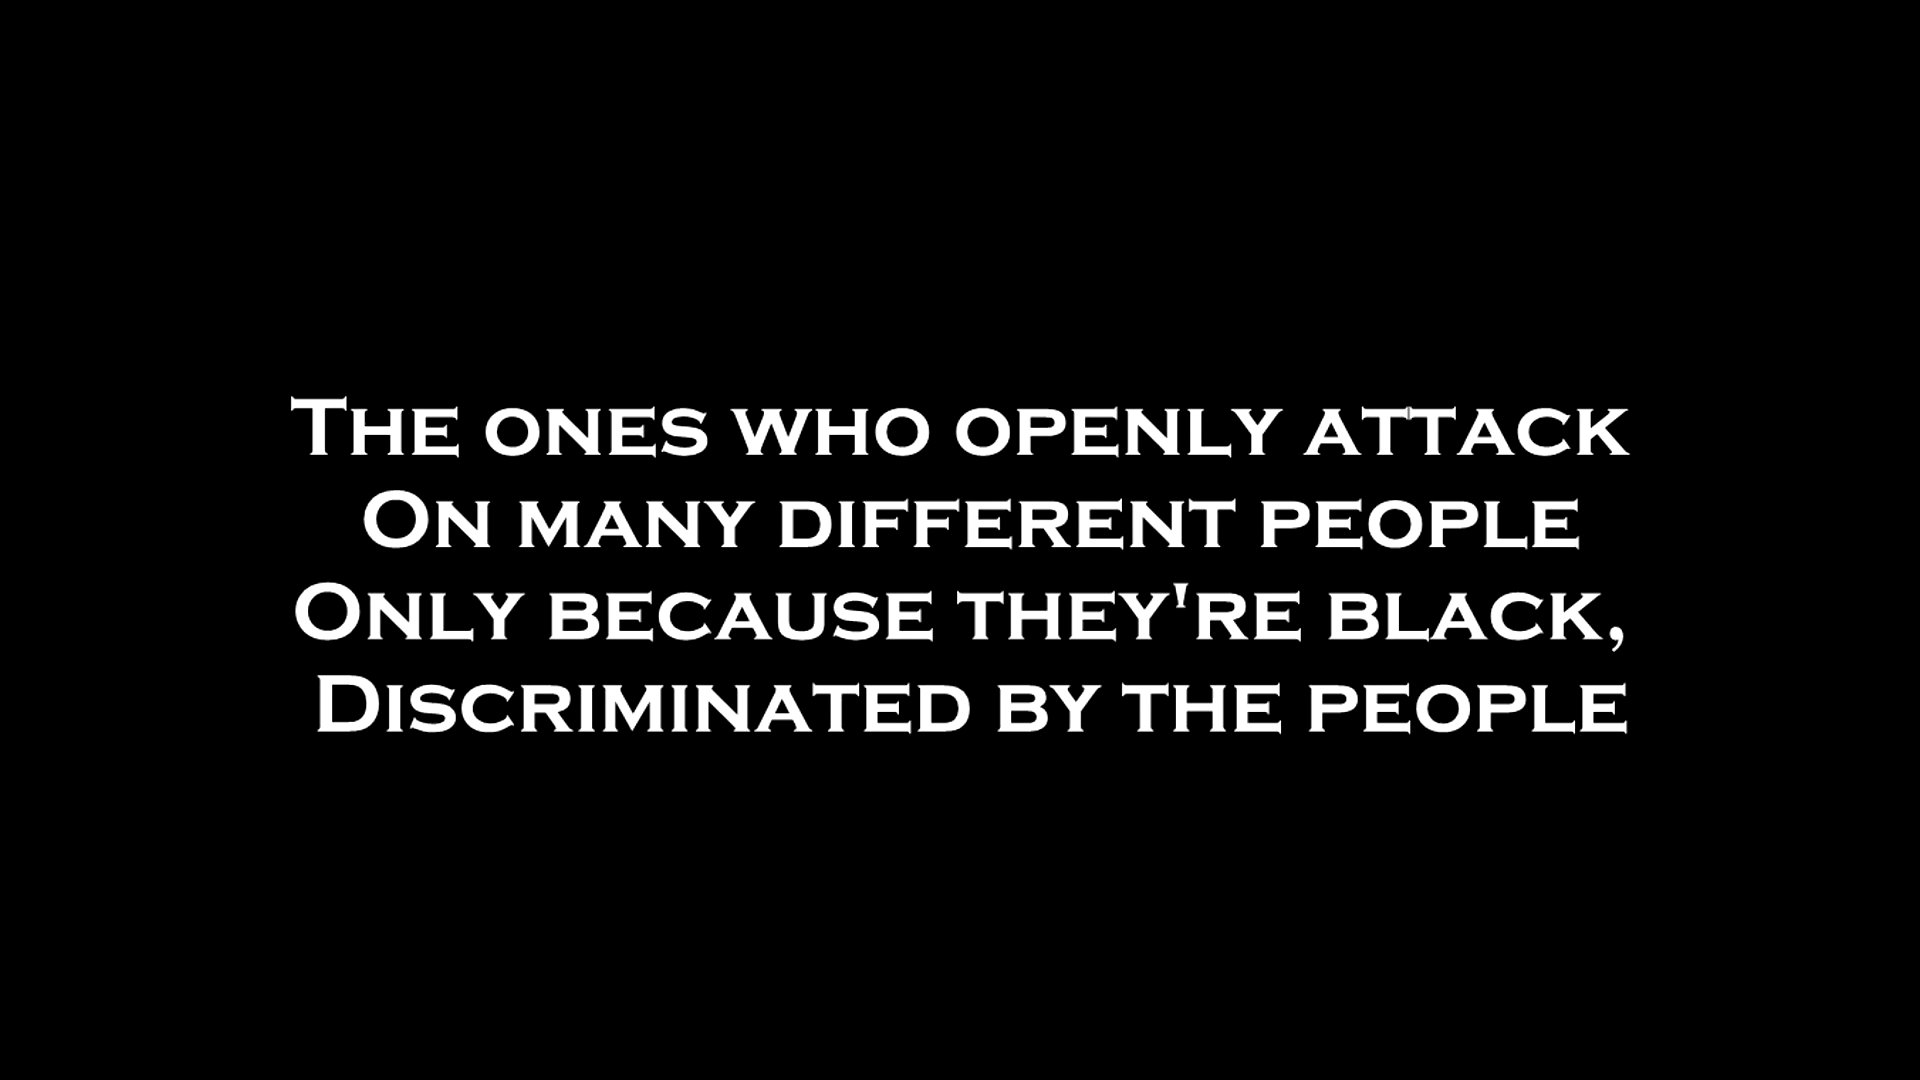 The ones who openly attack
On many different people
Only because they're black,
Discriminated by the people